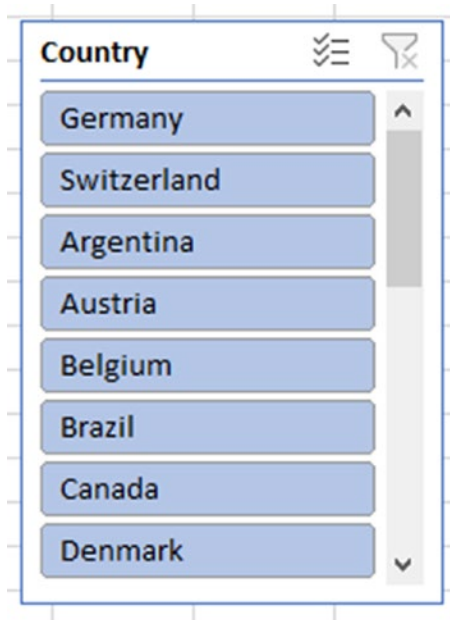 Country
Germany
Switzerland
Argentina
Austria
Belgium
Brazil
Canada
Denmark